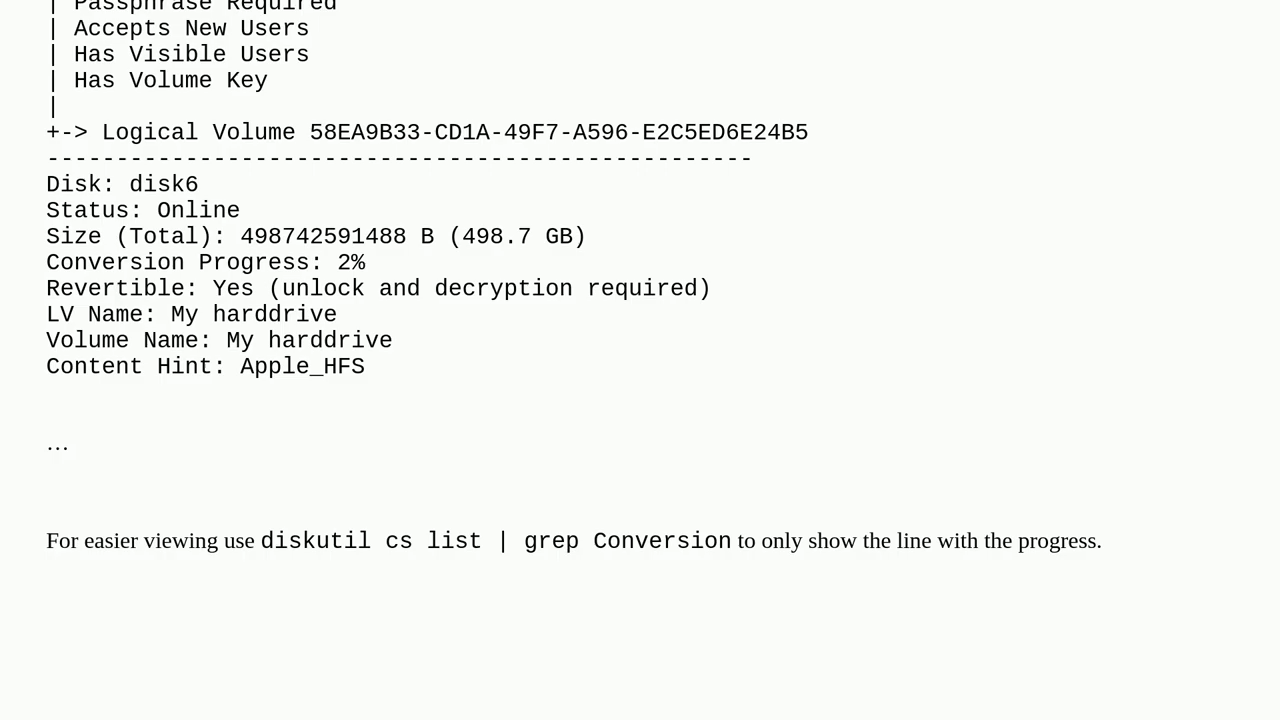 | Passphrase Required
| Accepts New Users
| Has Visible Users
| Has Volume Key
|
+-> Logical Volume 58EA9B33-CD1A-49F7-A596-E2C5ED6E24B5
---------------------------------------------------
Disk: disk6
Status: Online
Size (Total): 498742591488 B (498.7 GB)
Conversion Progress: 2%
Revertible: Yes (unlock and decryption required)
LV Name: My harddrive
Volume Name: My harddrive
Content Hint: Apple_HFS
…
For easier viewing use diskutil cs list | grep Conversion to only show the line with the progress.